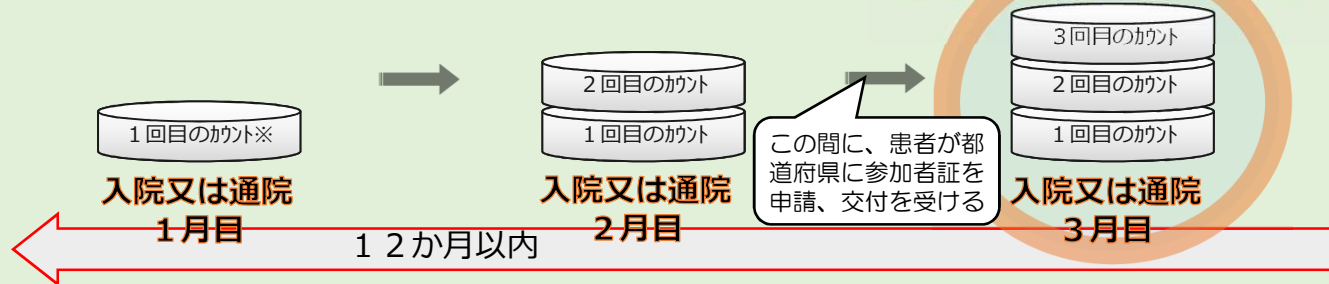 1回目のカウント※
入院又は通院
1月目
2回目のカウント
1回目のカウント
入院又は通院
2月目
この間に、患者が都
道府県に参加者証を
申請、交付を受ける
3回目のカウント
2回目のカウント
1回目のカウント
入院又は通院
3月目
12か月以内